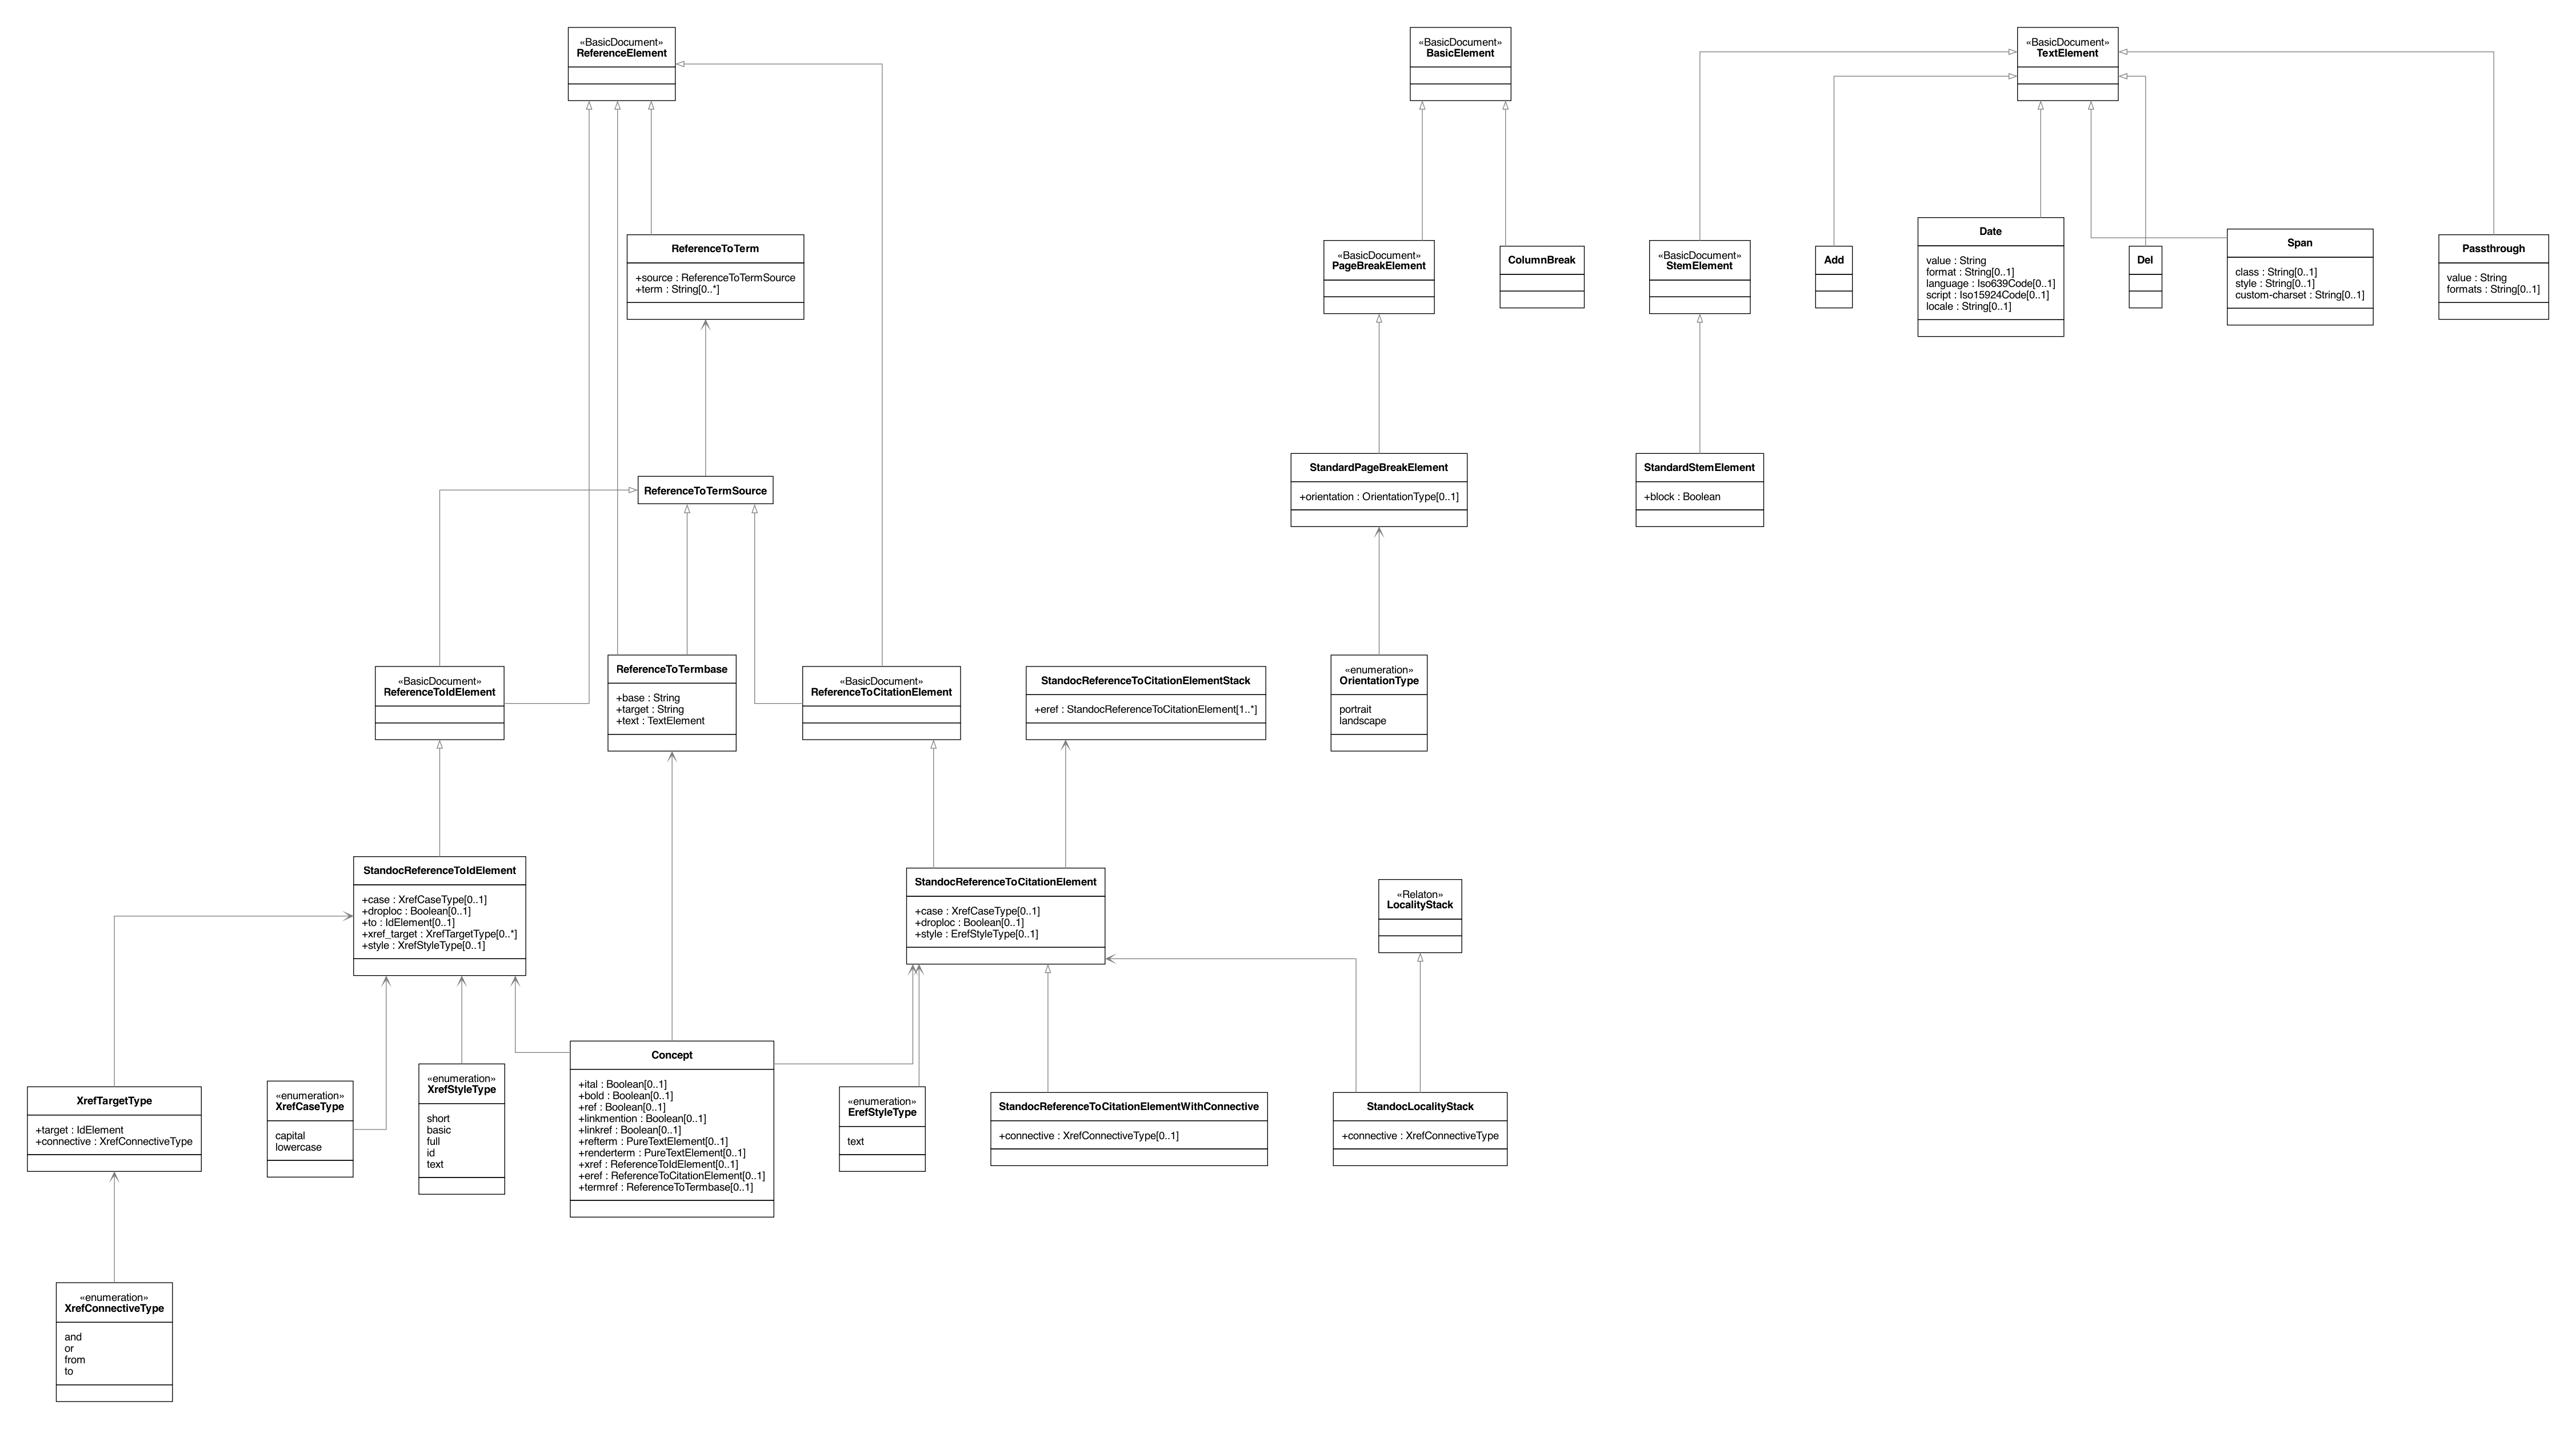 «BasicDocument»
ReferenceElement
«BasicDocument»
BasicElement
«BasicDocument»
TextElement
ReferenceToTerm
+source : ReferenceToTermSource
+term : String[0..*]
«BasicDocument»
PageBreakElement
ColumnBreak
«BasicDocument»
StemElement
Add
Date
value : String
format : String[0..1]
language : Iso639Code[0..1]
script : Iso15924Code[0..1]
locale : String[0..1]
Del
Span
class : String[0..1]
style : String[0..1]
custom-charset : String[0..1]
Passthrough
value : String
formats : String[0..1]
ReferenceToTermSource
StandardPageBreakElement
+orientation : OrientationType[0..1]
StandardStemElement
+block : Boolean
«BasicDocument»
ReferenceToIdElement
ReferenceToTermbase
+base : String
+target : String
+text : TextElement
«BasicDocument»
ReferenceToCitationElement
StandocReferenceToCitationElementStack
+eref : StandocReferenceToCitationElement[1..*]
«enumeration»
OrientationType
portrait
landscape
StandocReferenceToIdElement
+case : XrefCaseType[0..1]
+droploc : Boolean[0..1]
+to : IdElement[0..1]
+xref_target : XrefTargetType[0..*]
+style : XrefStyleType[0..1]
StandocReferenceToCitationElement
+case : XrefCaseType[0..1]
+droploc : Boolean[0..1]
+style : ErefStyleType[0..1]
«Relaton»
LocalityStack
XrefTargetType
+target : IdElement
+connective : XrefConnectiveType
«enumeration»
XrefCaseType
capital
lowercase
«enumeration»
XrefStyleType
short
basic
full
id
text
Concept
+ital : Boolean[0..1]
+bold : Boolean[0..1]
+ref : Boolean[0..1]
+linkmention : Boolean[0..1]
+linkref : Boolean[0..1]
+refterm : PureTextElement[0..1]
+renderterm : PureTextElement[0..1]
+xref : ReferenceToIdElement[0..1]
+eref : ReferenceToCitationElement[0..1]
+termref : ReferenceToTermbase[0..1]
«enumeration»
ErefStyleType
text
StandocReferenceToCitationElementWithConnective
+connective : XrefConnectiveType[0..1]
StandocLocalityStack
+connective : XrefConnectiveType
«enumeration»
XrefConnectiveType
and
or
from
to